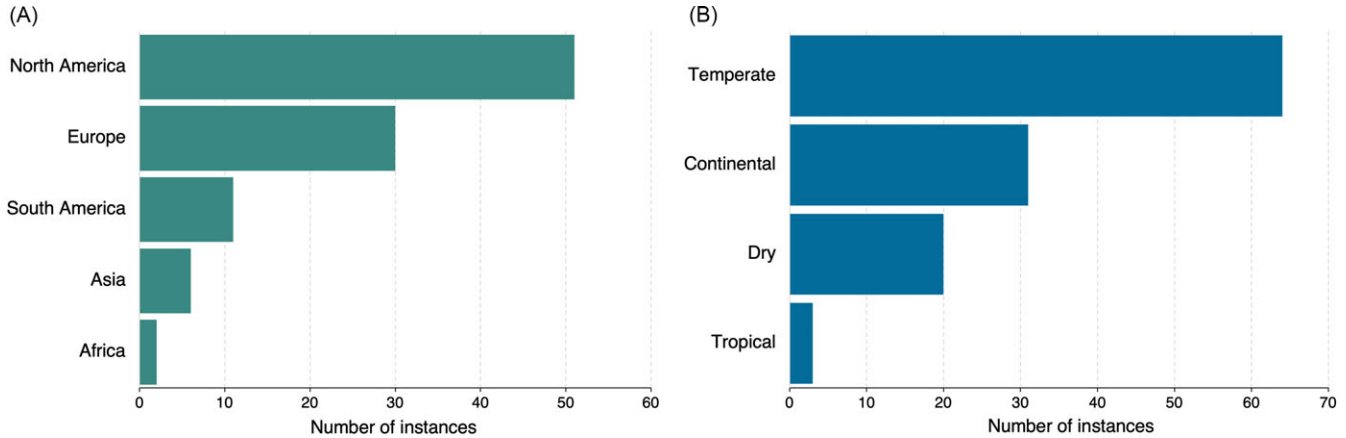 (A)
North America
Europe
South America
Asia
Africa
0 10 20 30 40 50 60
Number of instances
(B)
Temperate
Continental
Dry
Tropical
0 10 20 30 40 50 60 70
Number of instances